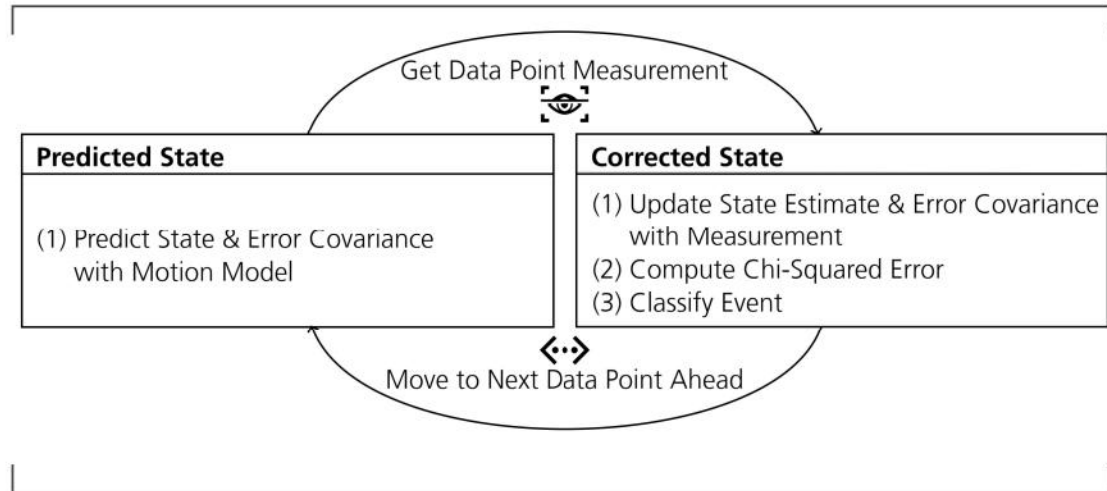 Get Data Point Measurement
Predicted State
(1) Predict State & Error Covariance
with Motion Model
Corrected State
(1) Update State Estimate & Error Covariance
with Measurement
(2) Compute Chi-Squared Error
(3) Classify Event
Move to Next Data Point Ahead